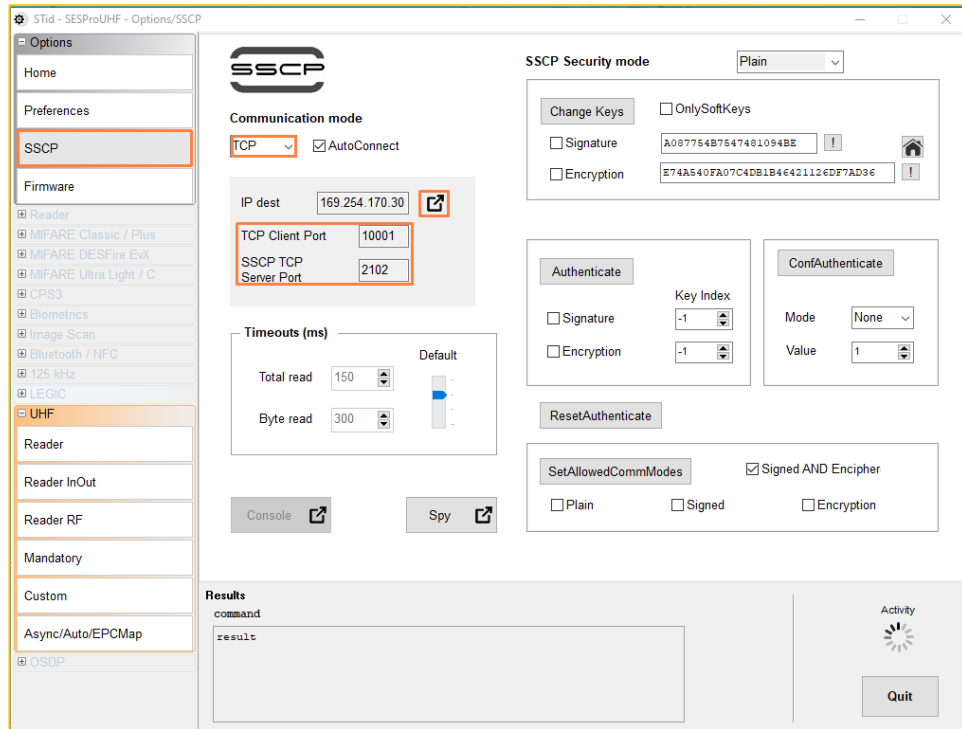 STid - SESProUHF - Options/SSCP
Options
Home
Preferences
SSCP
Firmware
Reader
MIFARE Classic / Plus
MIFARE DESFire EvX
MIFARE Ultra Light / C
CPS3
Biometrics
Image Scan
Bluetooth / NFC
125 kHz
LEGIC
UHF
Reader
Reader InOut
Reader RF
Mandatory
Custom
Async/Auto/EPCMap
OSDP
SSCP
Communication mode
TCP AutoConnect
IP dest 169.254.170.30
TCP Client Port 10001
SSCP TCP
Server Port 2102
Timeouts (ms)
Default
Total read 150
Byte read 300
Console Spy
SSCP Security mode Plain
Change Keys OnlySoftKeys
Signature A087754B7547481094BE !
Encryption E74A540FA07C4DB1B46421126DF7AD36 !
Authenticate
Key Index
Signature -1
Encryption -1
ConfAuthenticate
Mode None
Value 1
ResetAuthenticate
SetAllowedCommModes Signed AND Encipher
Plain Signed Encryption
Results
command
result
Activity
Quit